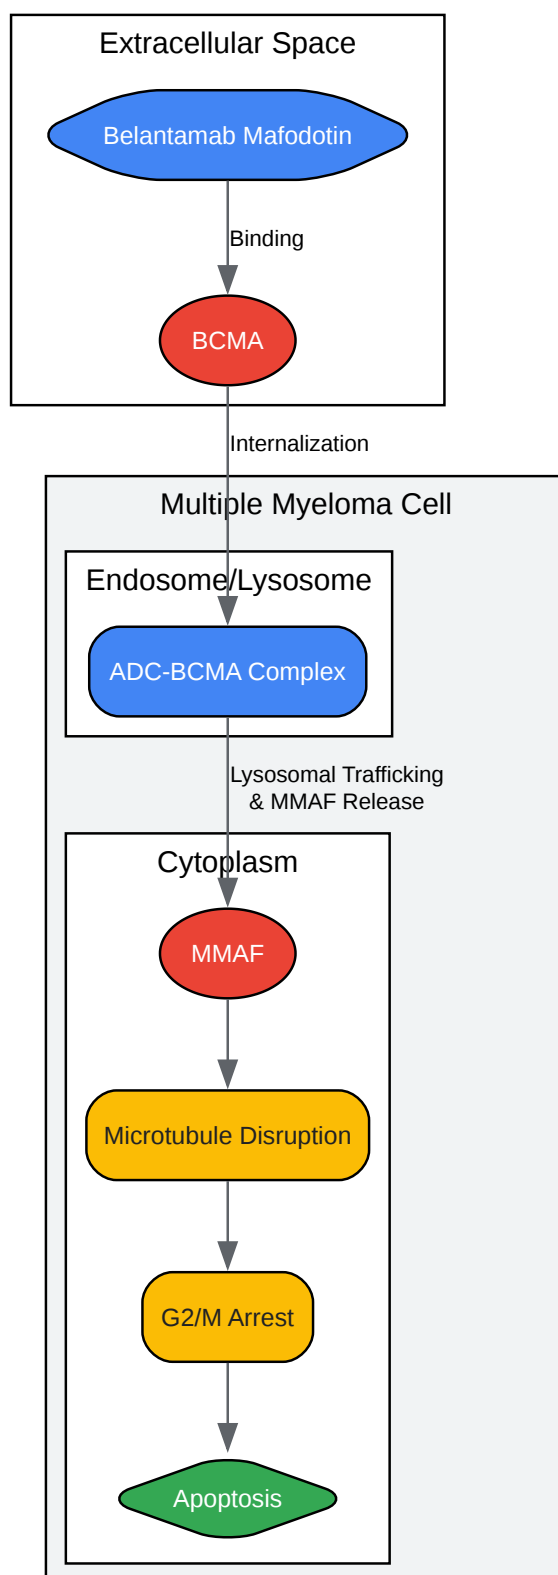 Extracellular Space
Belantamab Mafodotin
Binding
BCMA
Internalization
Multiple Myeloma Cell
Endosome/Lysosome
ADC-BCMA Complex
Lysosomal Trafficking
& MMAF Release
Cytoplasm
MMAF
Microtubule Disruption
G2/M Arrest
Apoptosis